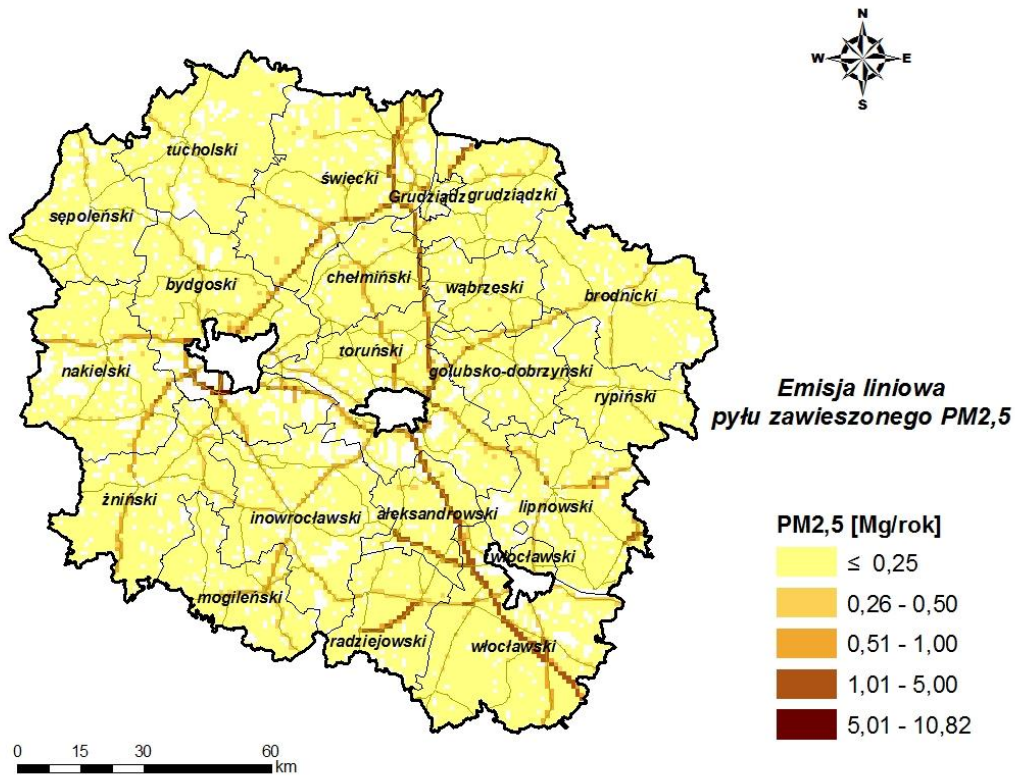 N
W E
S
tucholski
świecki
Grudziądz grudziądzki
sępoleński
bydgoski
chełmiński
wąbrzeski
brodnicki
toruński
nakielski
golubsko-dobrzyński
rypiński
Emisja liniowa
pyłu zawieszonego PM2,5
żniński
inowrocławski
aleksandrowski
lipnowski
włocławski
mogileński
radziejowski
włocławski
PM2,5 [Mg/rok]
≤ 0,25
0,26 - 0,50
0,51 - 1,00
1,01 - 5,00
5,01 - 10,82
0 15 30 60
km